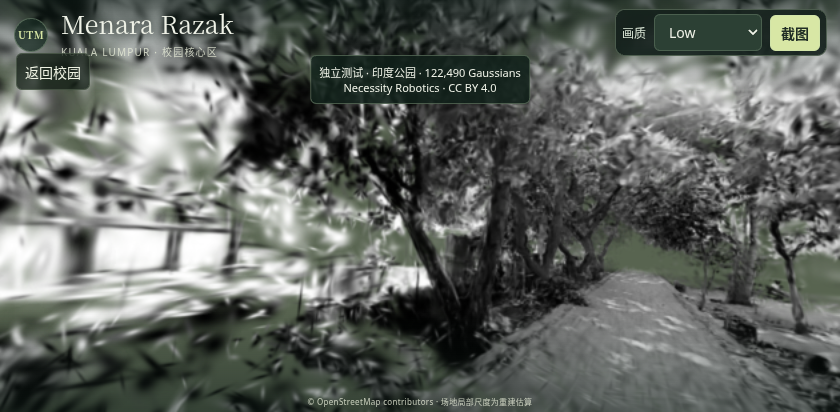 UTM
Menara Razak
KUALA LUMPUR · 校园核心区
返回校园
独立测试 · 印度公园 · 122,490 Gaussians
Necessity Robotics · CC BY 4.0
画质
Low
截图
© OpenStreetMap contributors · 场地局部尺度为重建估算